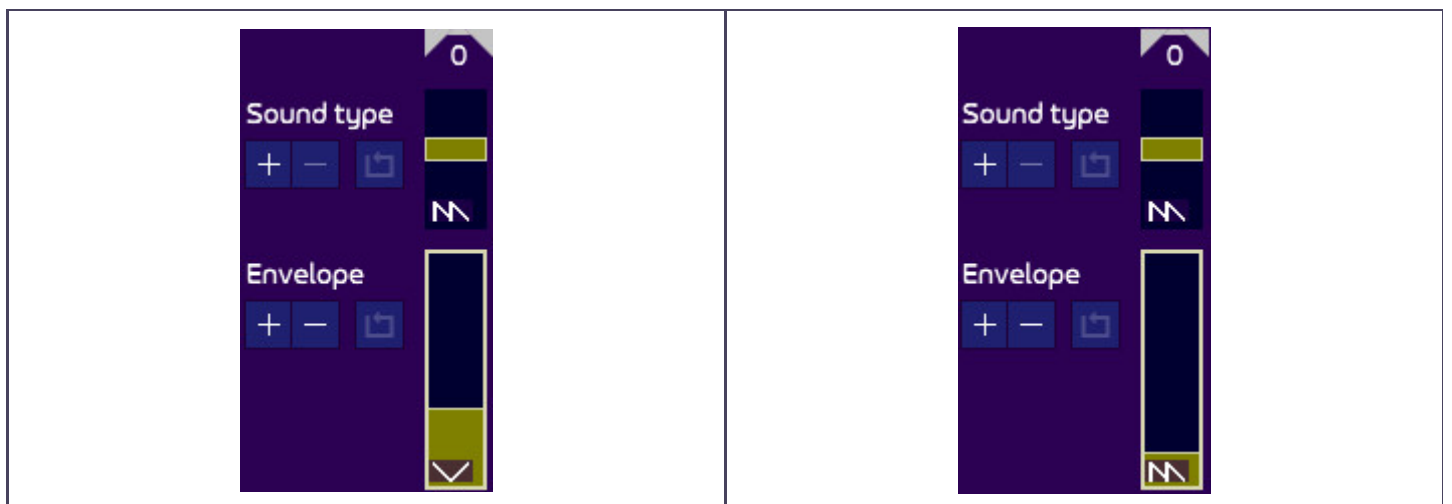 0
Sound type
+ −
Envelope
+ −
0
Sound type
+ −
Envelope
+ −